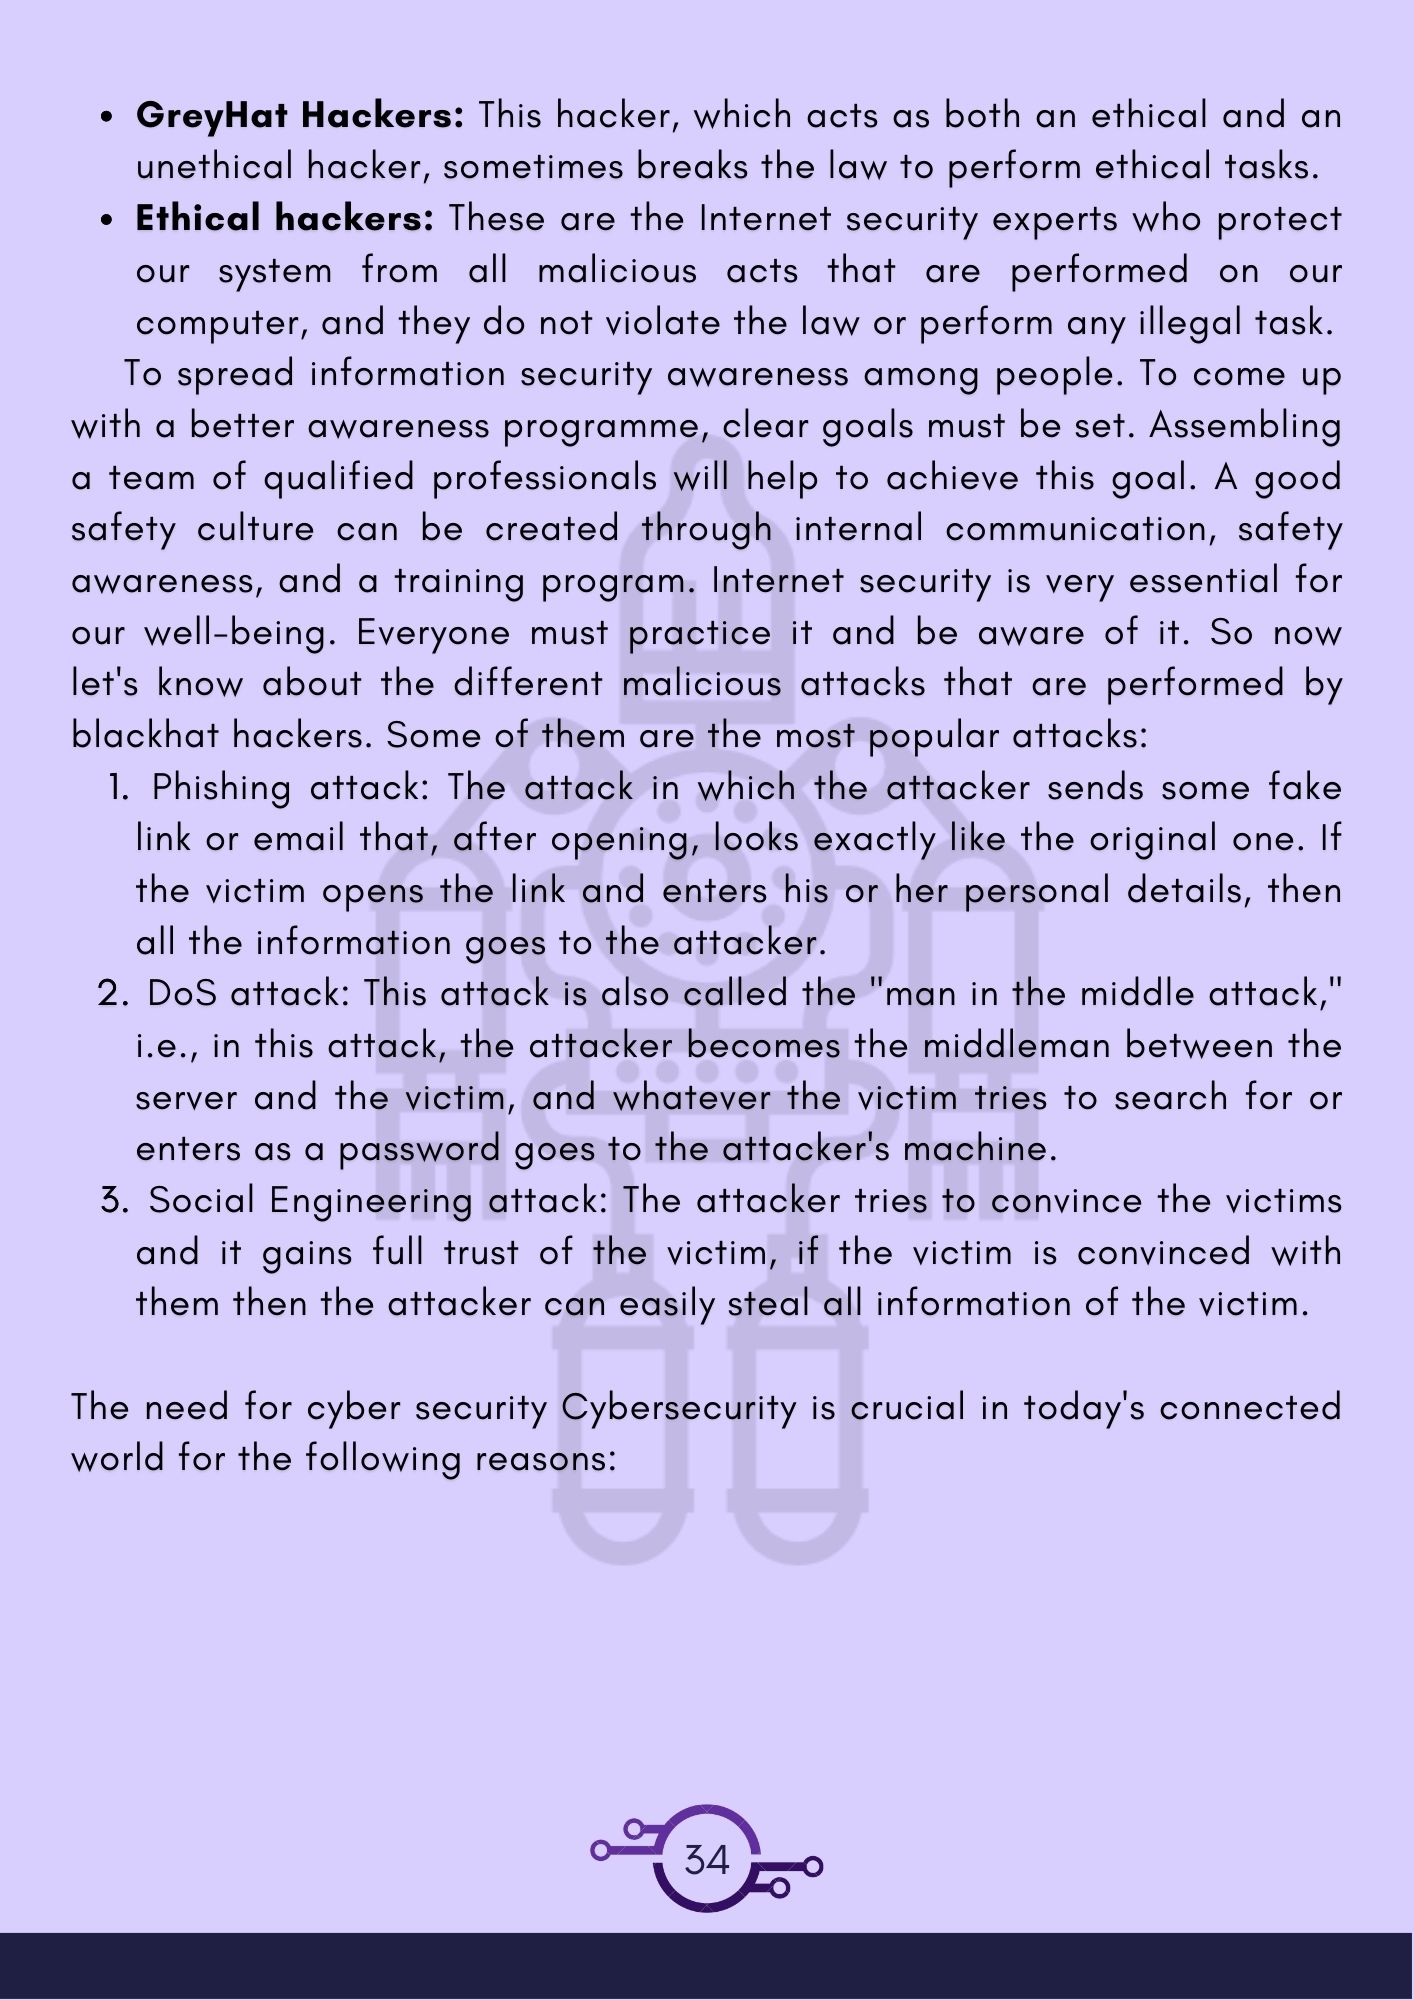 • GreyHat Hackers: This hacker, which acts as both an ethical and an
unethical hacker, sometimes breaks the law to perform ethical tasks.
• Ethical hackers: These are the Internet security experts who protect
our system from all malicious acts that are performed on our
computer, and they do not violate the law or perform any illegal task.
To spread information security awareness among people. To come up
with a better awareness programme, clear goals must be set. Assembling
a team of qualified professionals will help to achieve this goal. A good
safety culture can be created through internal communication, safety
awareness, and a training program. Internet security is very essential for
our well-being. Everyone must practice it and be aware of it. So now
let's know about the different malicious attacks that are performed by
blackhat hackers. Some of them are the most popular attacks:
1. Phishing attack: The attack in which the attacker sends some fake
link or email that, after opening, looks exactly like the original one. If
the victim opens the link and enters his or her personal details, then
all the information goes to the attacker.
2. DoS attack: This attack is also called the "man in the middle attack,"
i.e., in this attack, the attacker becomes the middleman between the
server and the victim, and whatever the victim tries to search for or
enters as a password goes to the attacker's machine.
3. Social Engineering attack: The attacker tries to convince the victims
and it gains full trust of the victim, if the victim is convinced with
them then the attacker can easily steal all information of the victim.
The need for cyber security Cybersecurity is crucial in today's connected
world for the following reasons:
34